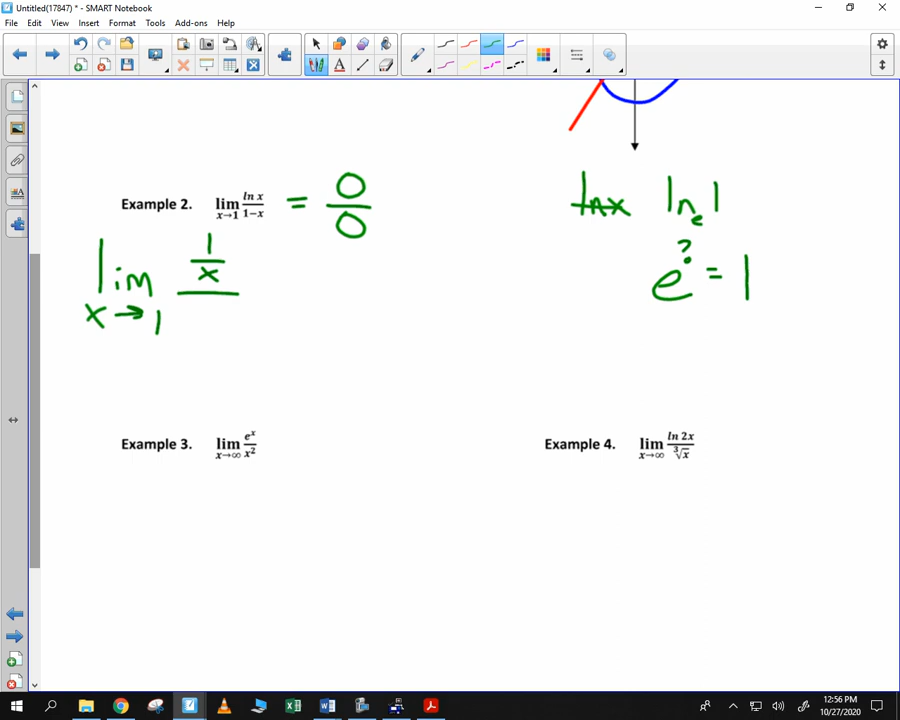 Untitled(17847) * - SMART Notebook
File Edit View Insert Format Tools Add-ons Help
Example 2. lim x→1 ln x / 1−x = 0/0
ln x ln e 1
lim x → 1 1/x
e ? = 1
Example 3. lim x→∞ e^x / x^2
Example 4. lim x→∞ ln 2x / ∛x
12:56 PM
10/27/2020